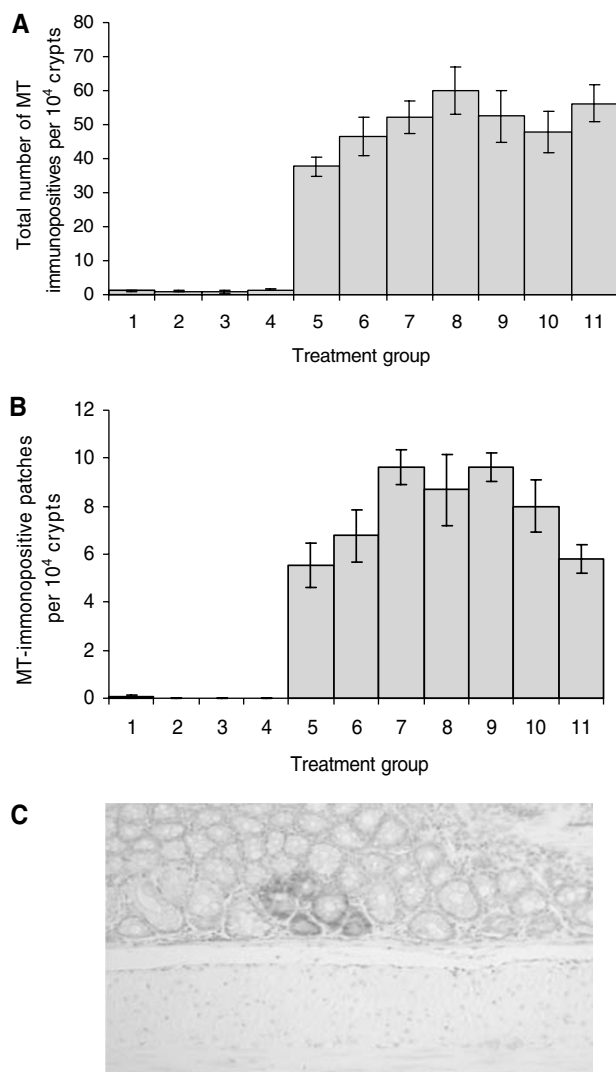 A
Total number of MT
immunopositives per 10⁴ crypts
80
70
60
50
40
30
20
10
0
1 2 3 4 5 6 7 8 9 10 11
Treatment group
B
MT-immonopositive patches
per 10⁴ crypts
12
10
8
6
4
2
0
1 2 3 4 5 6 7 8 9 10 11
Treatment group
C